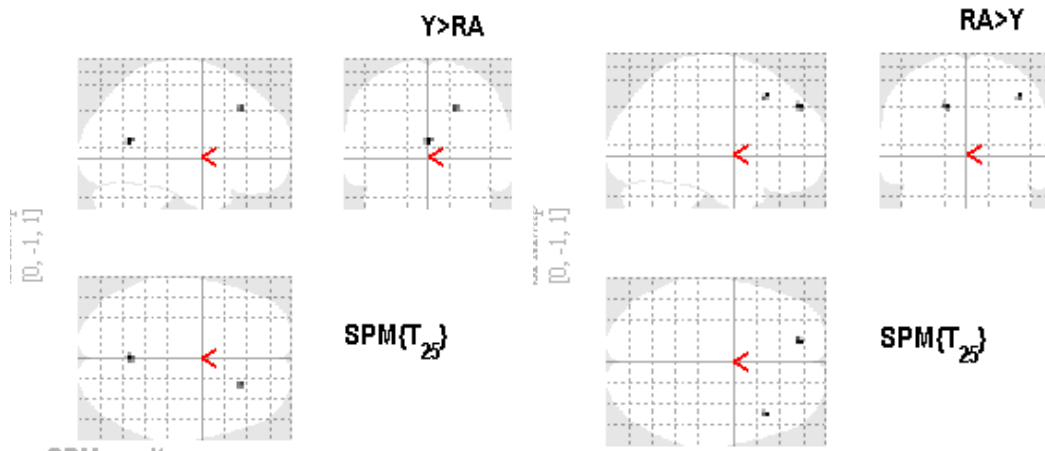 Y>RA
RA>Y
[0, -1, 1]
[0, -1, 1]
SPM{T25}
SPM{T25}